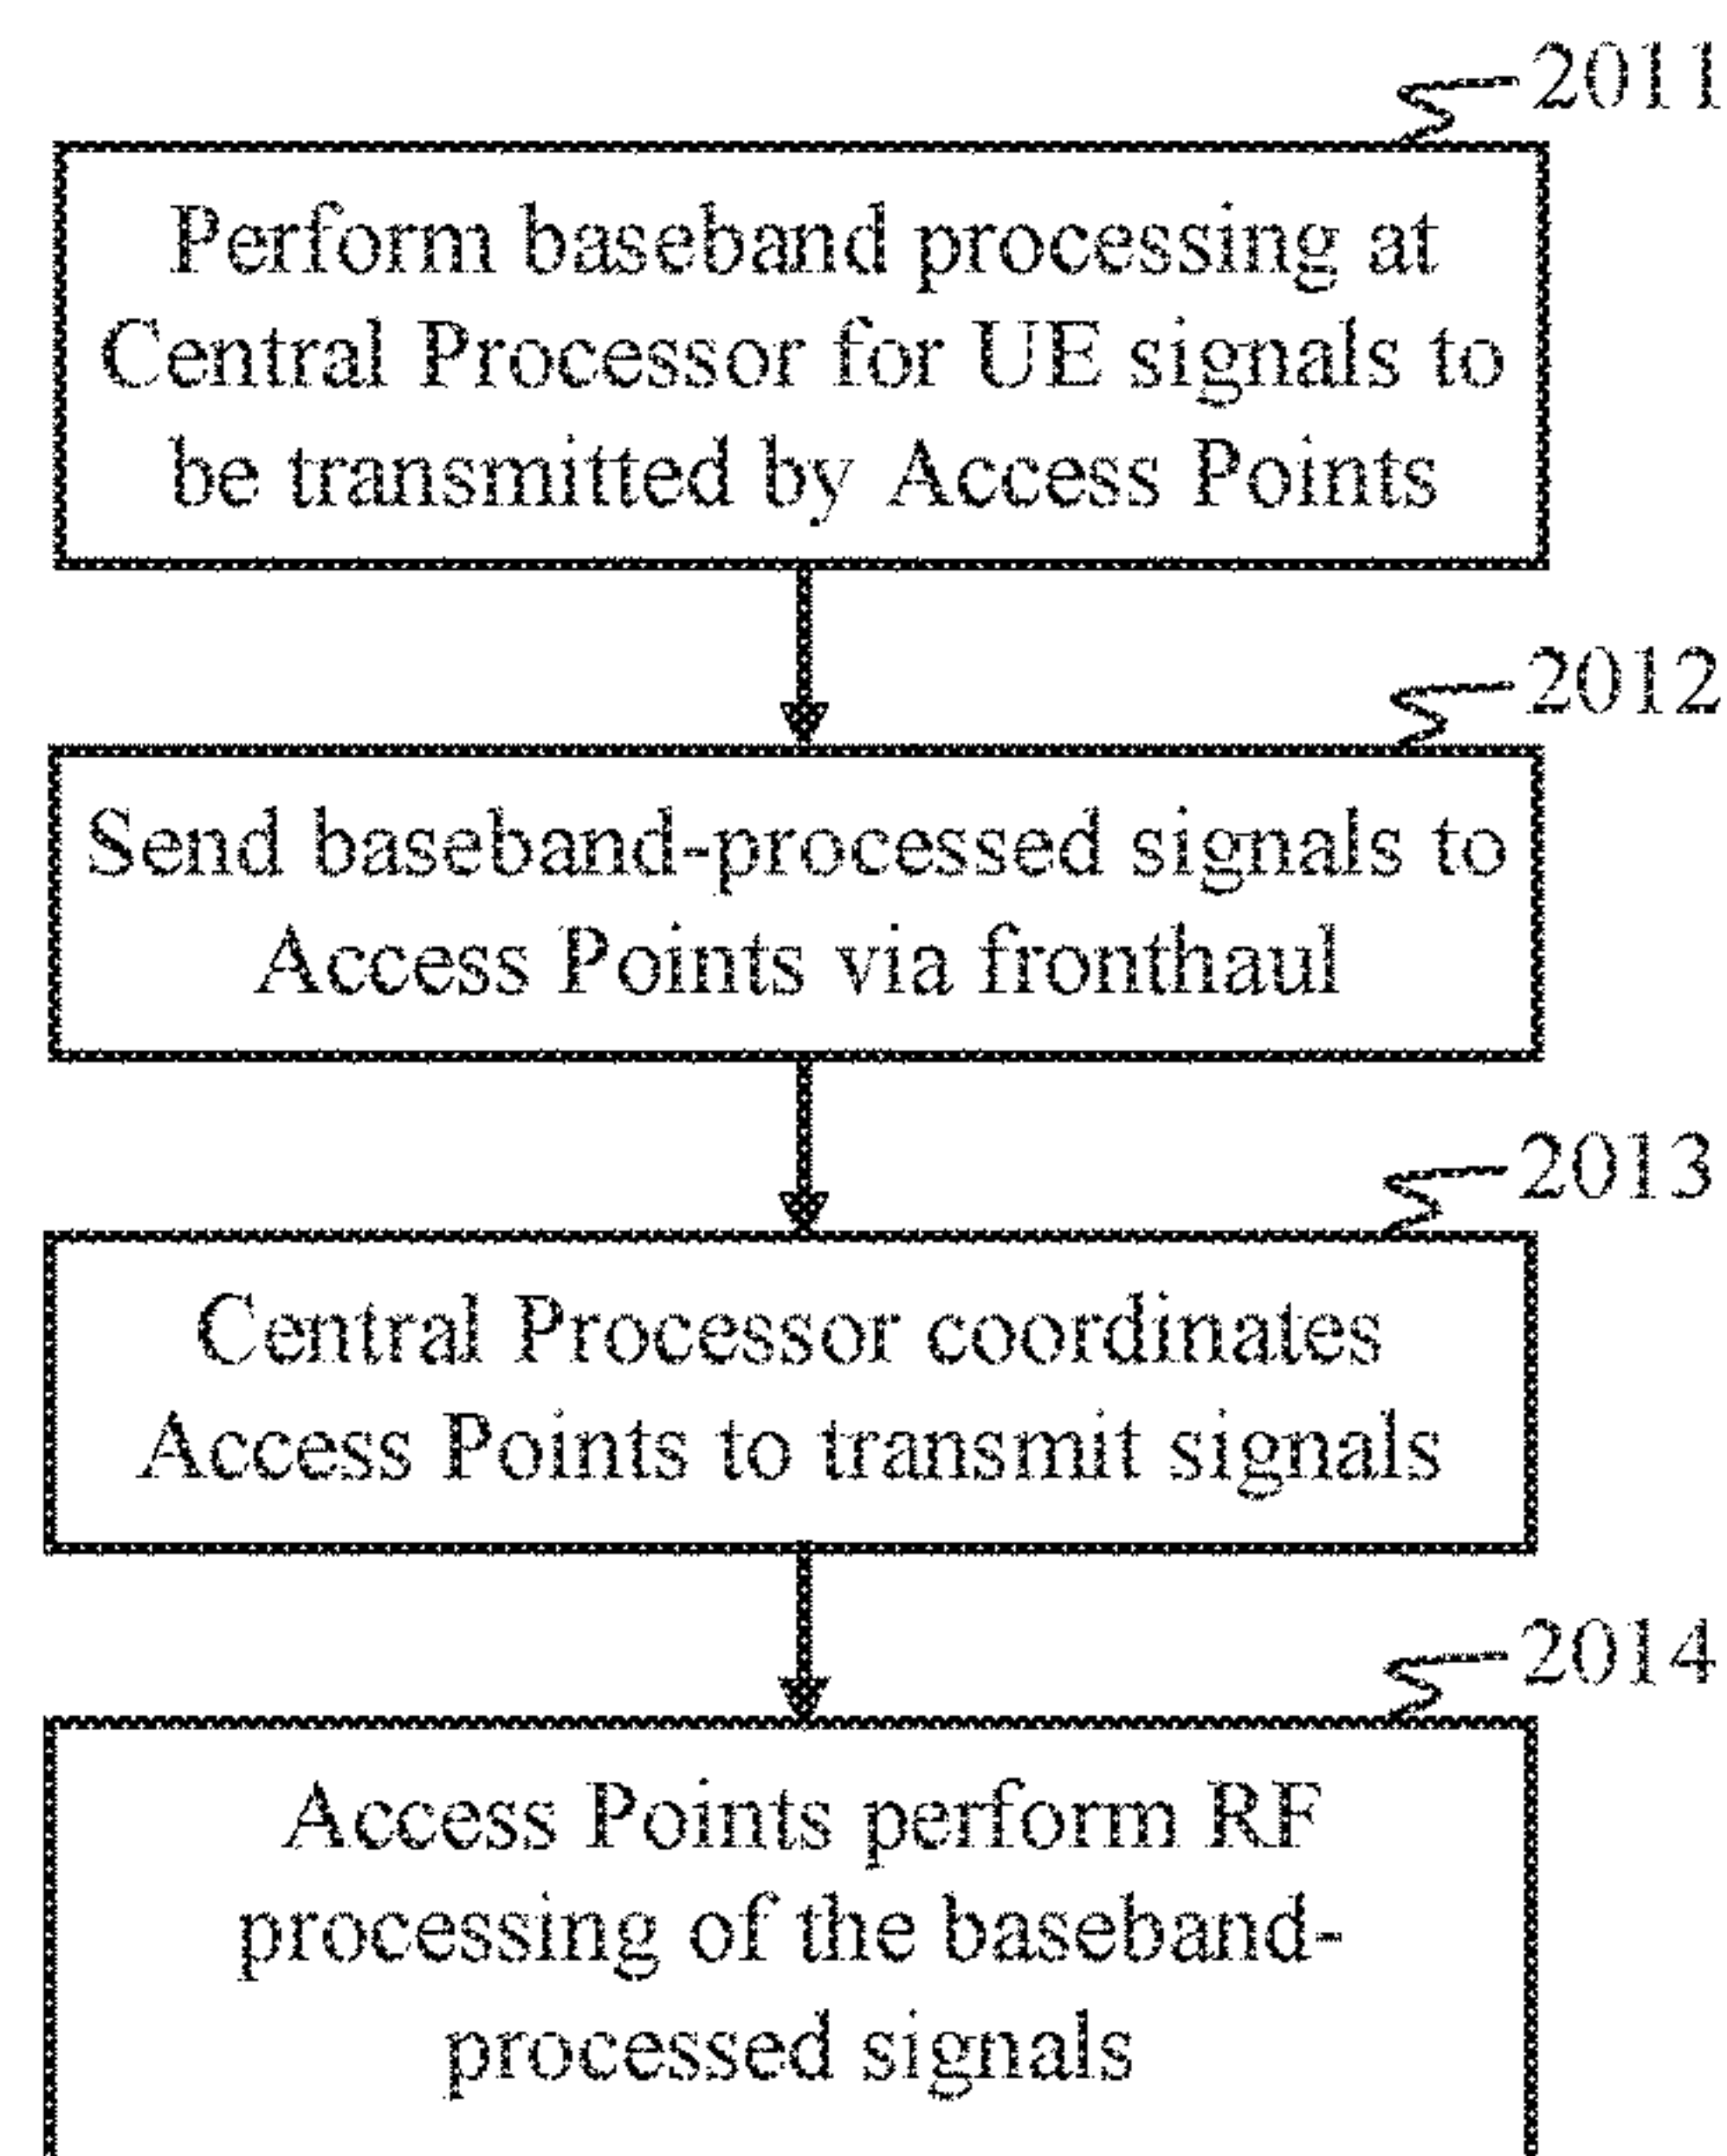 2011
Perform baseband processing at
Central Processor for UE signals to
be transmitted by Access Points
2012
Send baseband-processed signals to
Access Points via fronthaul
2013
Central Processor coordinates
Access Points to transmit signals
2014
Access Points perform RF
processing of the baseband-
processed signals